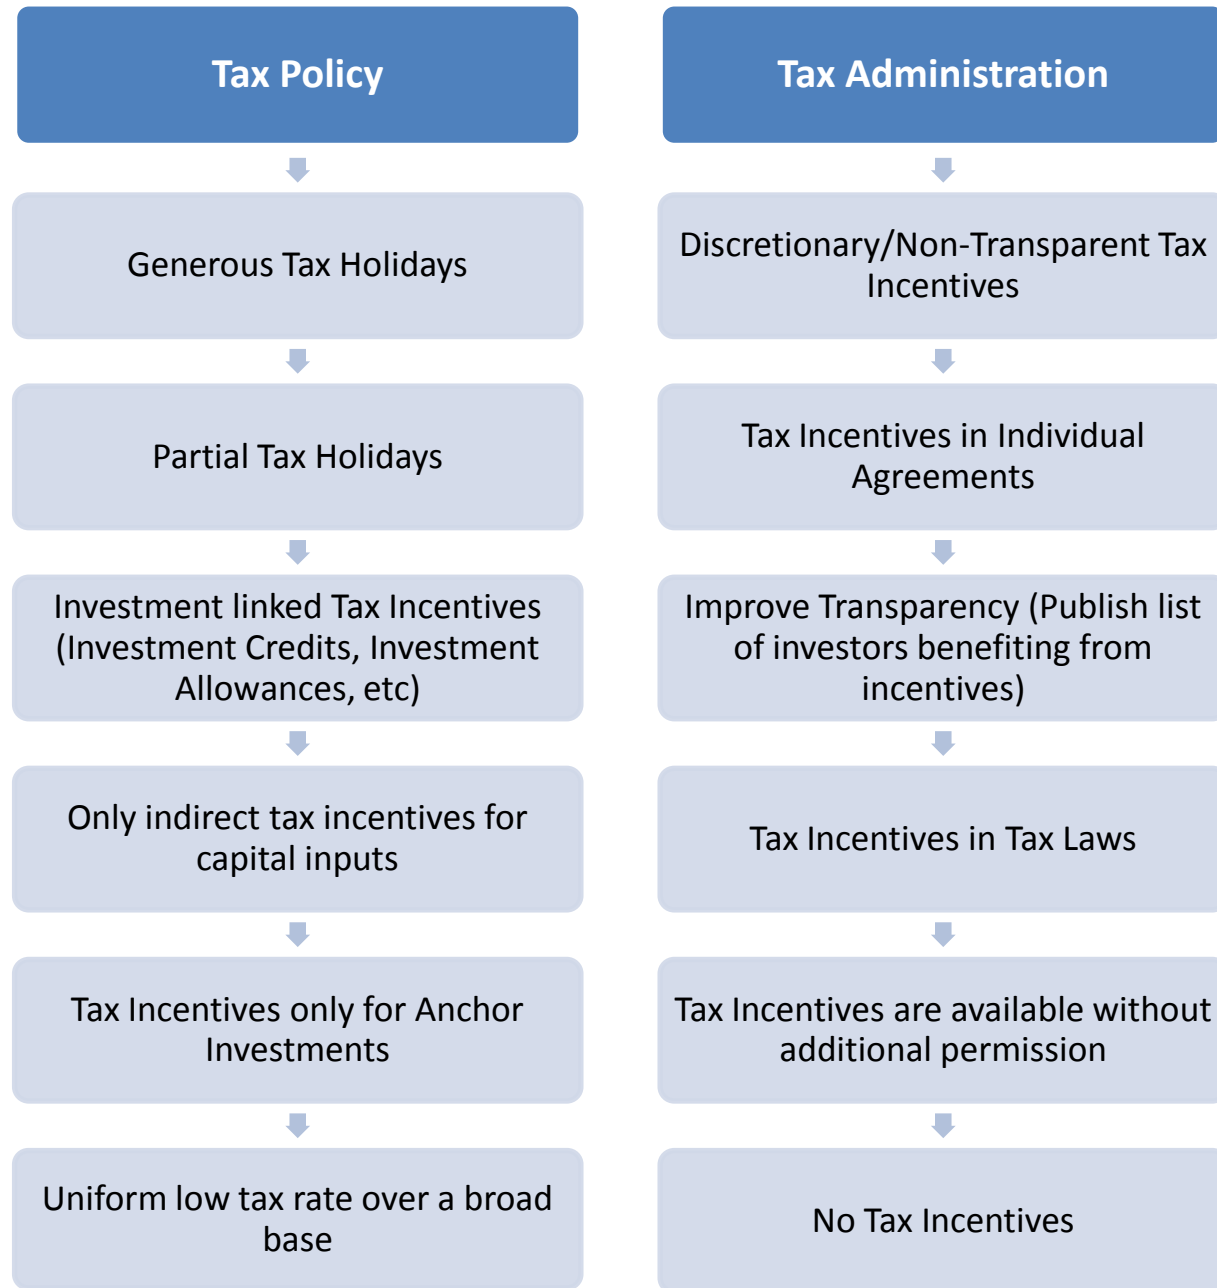 Tax Policy
Generous Tax Holidays
Partial Tax Holidays
Investment linked Tax Incentives
(Investment Credits, Investment
Allowances, etc)
Only indirect tax incentives for
capital inputs
Tax Incentives only for Anchor
Investments
Uniform low tax rate over a broad
base
Tax Administration
Discretionary/Non-Transparent Tax
Incentives
Tax Incentives in Individual
Agreements
Improve Transparency (Publish list
of investors benefiting from
incentives)
Tax Incentives in Tax Laws
Tax Incentives are available without
additional permission
No Tax Incentives